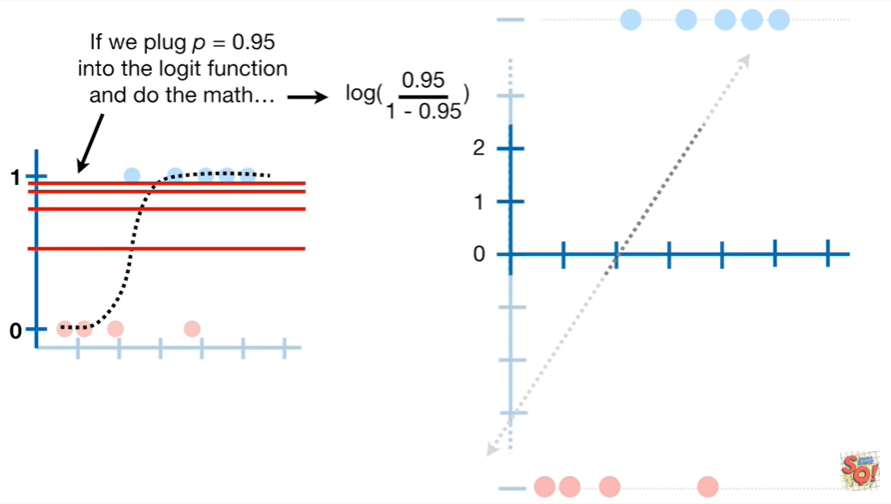 If we plug p = 0.95
into the logit function
and do the math...
log( 0.95 / 1 - 0.95 )
1
0
2
1
0
SO!